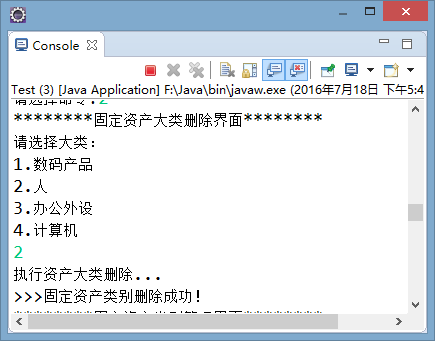 Console
Test (3) [Java Application] F:\Java\bin\javaw.exe (2016年7月18日 下午5:4
请选择命令:2
********固定资产大类删除界面********
请选择大类：
1.数码产品
2.人
3.办公外设
4.计算机
2
执行资产大类删除...
>>>固定资产类别删除成功！